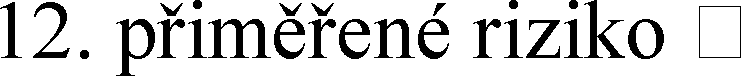 12. přiměřené riziko □